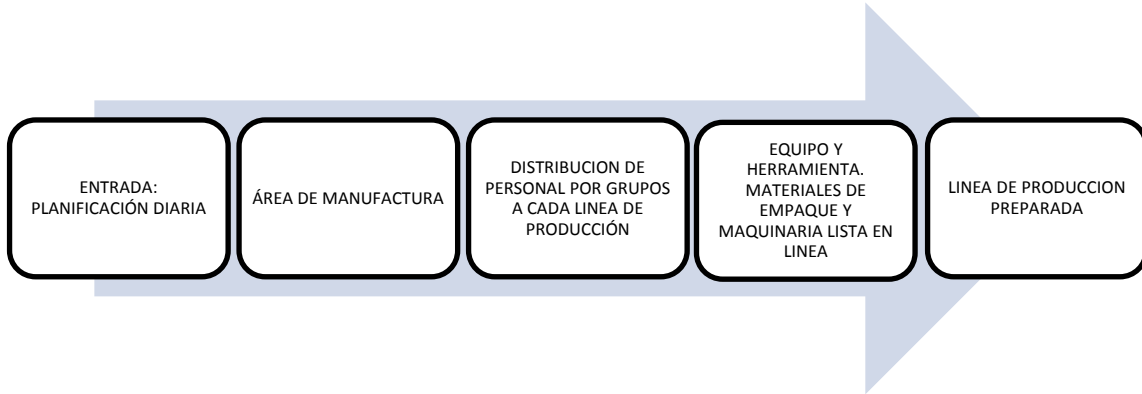 ENTRADA:
PLANIFICACIÓN DIARIA
ÁREA DE MANUFACTURA
DISTRIBUCION DE
PERSONAL POR GRUPOS
A CADA LINEA DE
PRODUCCIÓN
EQUIPO Y
HERRAMIENTA.
MATERIALES DE
EMPAQUE Y
MAQUINARIA LISTA EN
LINEA
LINEA DE PRODUCCION
PREPARADA